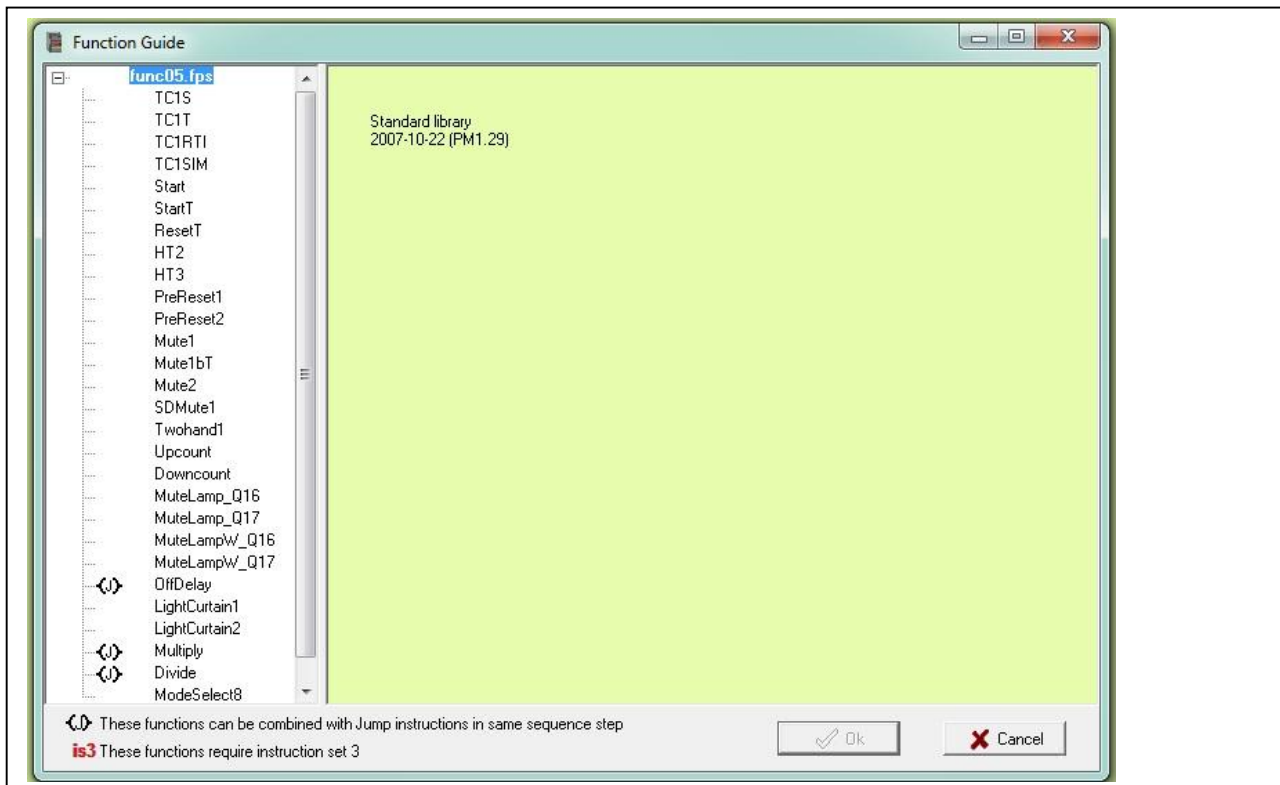 Function Guide
func05.fps
TC1S
TC1T
TC1RTI
TC1SIM
Start
StartT
ResetT
HT2
HT3
PreReset1
PreReset2
Mute1
Mute1bT
Mute2
SDMute1
Twohand1
Upcount
Downcount
MuteLamp_Q16
MuteLamp_Q17
MuteLampW_Q16
MuteLampW_Q17
(J) OffDelay
LightCurtain1
LightCurtain2
(J) Multiply
(J) Divide
ModeSelect8
Standard library
2007-10-22 (PM1.29)
(J) These functions can be combined with Jump instructions in same sequence step
is3 These functions require instruction set 3
Ok
Cancel